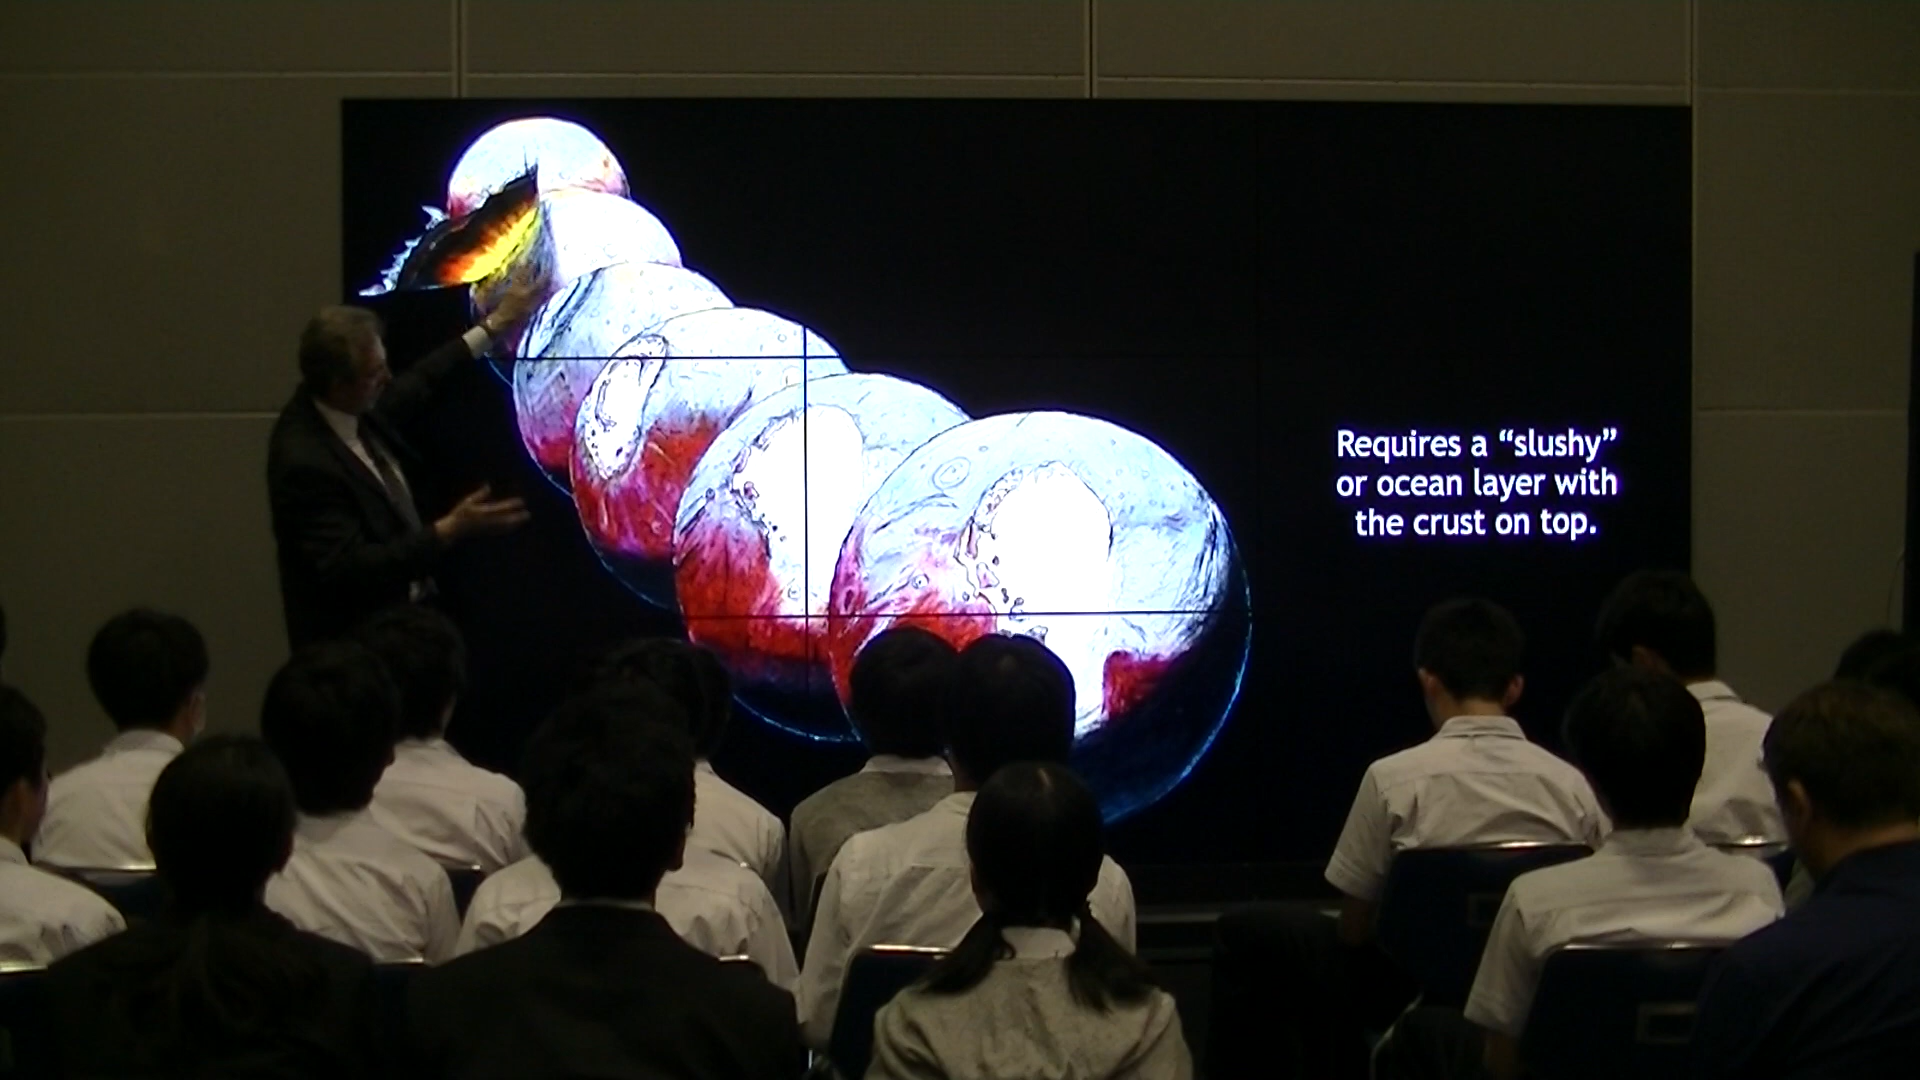 Requires a “slushy”
or ocean layer with
the crust on top.